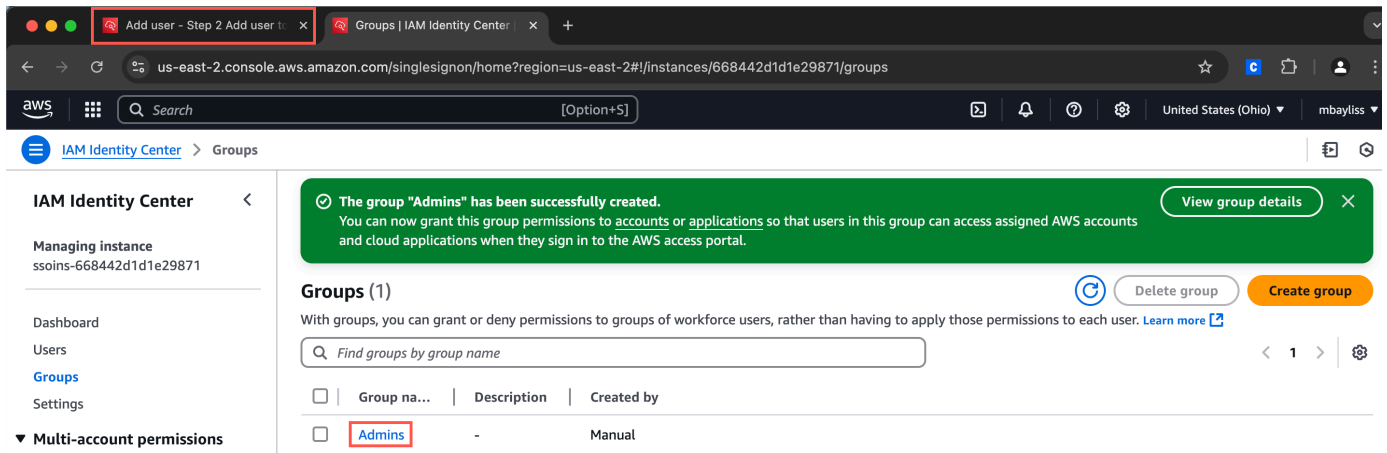 Add user - Step 2 Add user to
Groups | IAM Identity Center |
us-east-2.console.aws.amazon.com/singlesignon/home?region=us-east-2#!/instances/668442d1d1e29871/groups
C
aws
Search
[Option+S]
United States (Ohio)
mbayliss
IAM Identity Center > Groups
IAM Identity Center
Managing instance
ssoins-668442d1d1e29871
Dashboard
Users
Groups
Settings
Multi-account permissions
The group "Admins" has been successfully created.
You can now grant this group permissions to accounts or applications so that users in this group can access assigned AWS accounts
and cloud applications when they sign in to the AWS access portal.
View group details
Groups (1)
Delete group
Create group
With groups, you can grant or deny permissions to groups of workforce users, rather than having to apply those permissions to each user. Learn more
Find groups by group name
1
Group na... Description Created by
Admins - Manual